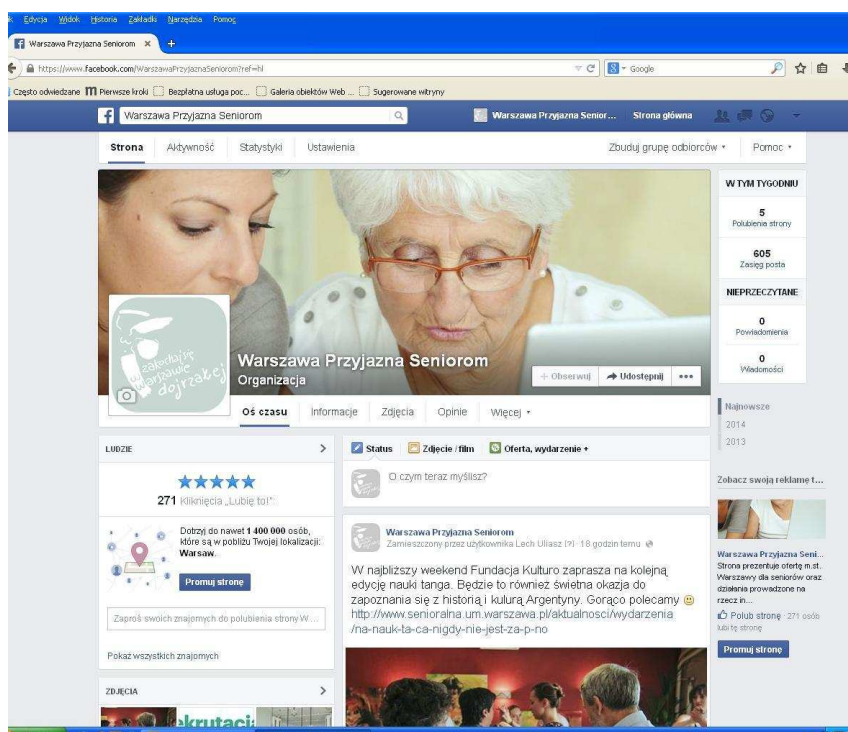 Edycja Widok Historia Zakładki Narzędzia Pomoc
Warszawa Przyjazna Seniorom × +
https://www.facebook.com/WarszawaPrzyjaznaSeniorom?ref=hl
Google
Często odwiedzane Pierwsze kroki Bezpłatna usługa poc... Galeria obiektów Web ... Sugerowane witryny
Warszawa Przyjazna Seniorom
Warszawa Przyjazna Senior... Strona główna
Strona Aktywność Statystyki Ustawienia
Zbuduj grupę odbiorców Pomoc
W TYM TYGODNIU
5
Polubienia strony
605
Zasięg posta
NIEPRZECZYTANE
0
Powiadomienia
0
Wiadomości
zakochaj się
w warszawie
dojrzałej
Warszawa Przyjazna Seniorom
Organizacja
+ Obserwuj Udostępnij •••
Oś czasu Informacje Zdjęcia Opinie Więcej
Najnowsze
2014
2013
LUDZIE >
271 Kliknięcia „Lubię to!”
Dotrzyj do nawet 1 400 000 osób,
które są w pobliżu Twojej lokalizacji:
Warsaw.
Promuj stronę
Zaproś swoich znajomych do polubienia strony W...
Pokaż wszystkich znajomych
ZDJĘCIA >
ekrutacj
Status Zdjęcie / film Oferta, wydarzenie +
O czym teraz myślisz?
Warszawa Przyjazna Seniorom
Zamieszczony przez użytkownika Lech Uliasz [?] · 18 godzin temu
W najbliższy weekend Fundacja Kulturo zaprasza na kolejną
edycję nauki tanga. Będzie to również świetna okazja do
zapoznania się z historią i kulurą Argentyny. Gorąco polecamy 🙂
http://www.senioralna.um.warszawa.pl/aktualnosci/wydarzenia
/na-nauk-ta-ca-nigdy-nie-jest-za-p-no
Zobacz swoją reklamę t...
Warszawa Przyjazna Seni...
Strona prezentuje ofertę m.st.
Warszawy dla seniorów oraz
działania prowadzone na
rzecz in...
Polub stronę · 271 osób
lubi tę stronę
Promuj stronę